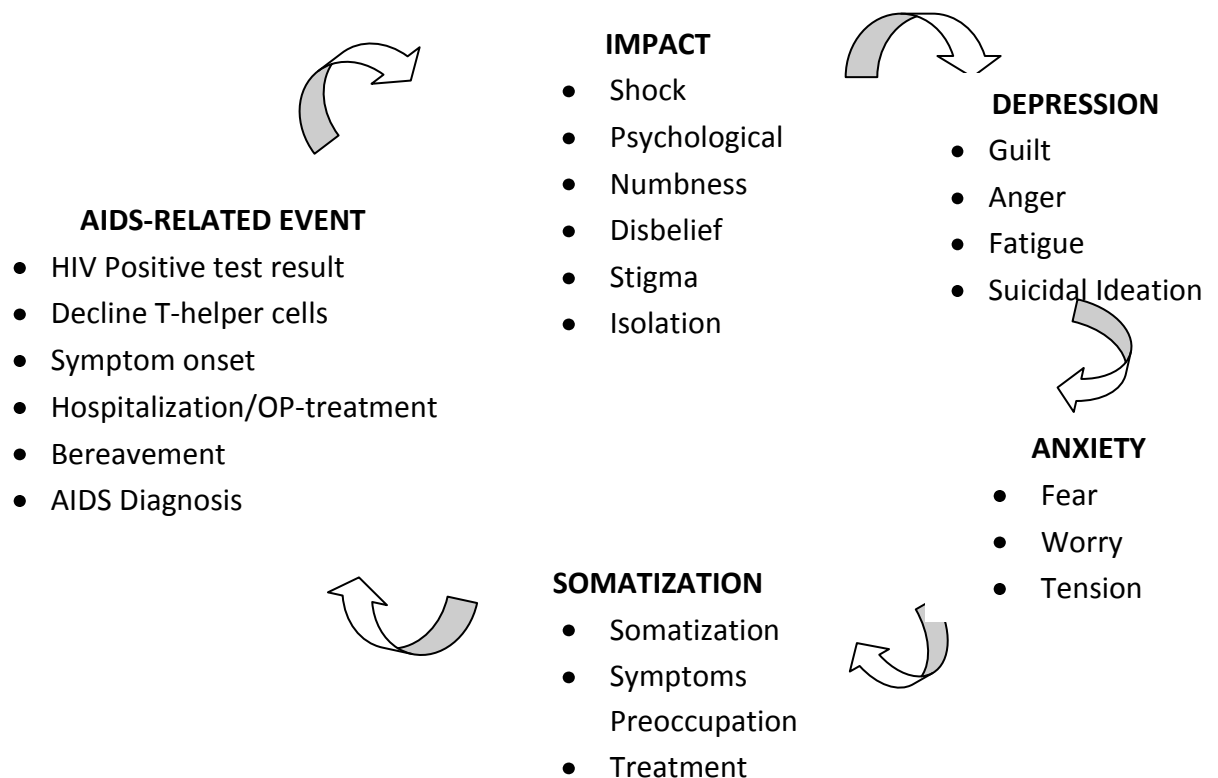 IMPACT
• Shock
• Psychological
• Numbness
• Disbelief
• Stigma
• Isolation
DEPRESSION
• Guilt
• Anger
• Fatigue
• Suicidal Ideation
ANXIETY
• Fear
• Worry
• Tension
SOMATIZATION
• Somatization
• Symptoms
Preoccupation
• Treatment
AIDS-RELATED EVENT
• HIV Positive test result
• Decline T-helper cells
• Symptom onset
• Hospitalization/OP-treatment
• Bereavement
• AIDS Diagnosis